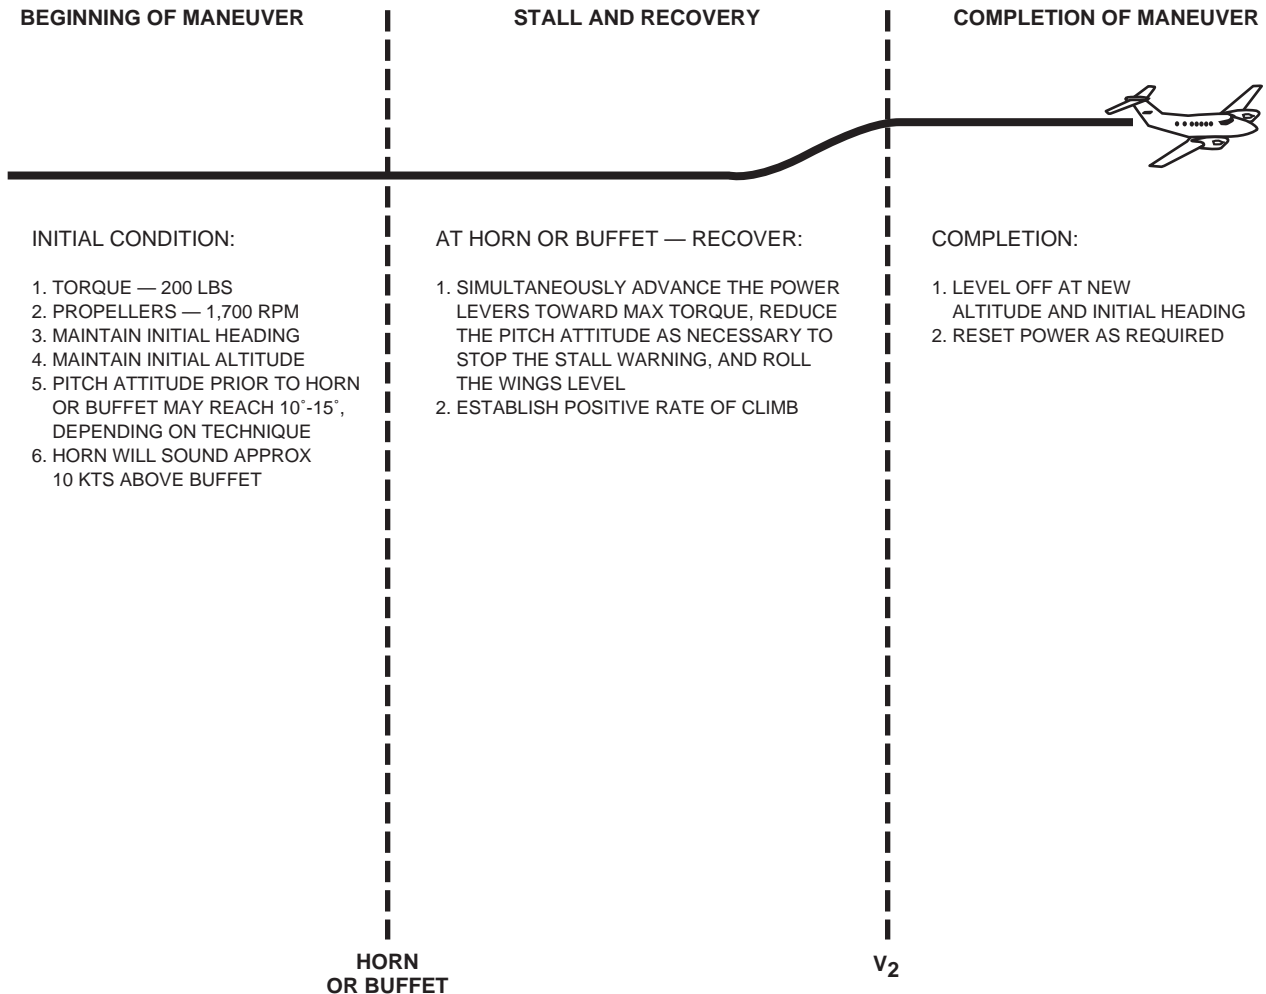 BEGINNING OF MANEUVER
STALL AND RECOVERY
COMPLETION OF MANEUVER
INITIAL CONDITION:
1. TORQUE — 200 LBS
2. PROPELLERS — 1,700 RPM
3. MAINTAIN INITIAL HEADING
4. MAINTAIN INITIAL ALTITUDE
5. PITCH ATTITUDE PRIOR TO HORN
OR BUFFET MAY REACH 10˚-15˚,
DEPENDING ON TECHNIQUE
6. HORN WILL SOUND APPROX
10 KTS ABOVE BUFFET
AT HORN OR BUFFET — RECOVER:
1. SIMULTANEOUSLY ADVANCE THE POWER
LEVERS TOWARD MAX TORQUE, REDUCE
THE PITCH ATTITUDE AS NECESSARY TO
STOP THE STALL WARNING, AND ROLL
THE WINGS LEVEL
2. ESTABLISH POSITIVE RATE OF CLIMB
COMPLETION:
1. LEVEL OFF AT NEW
ALTITUDE AND INITIAL HEADING
2. RESET POWER AS REQUIRED
HORN
OR BUFFET
V2